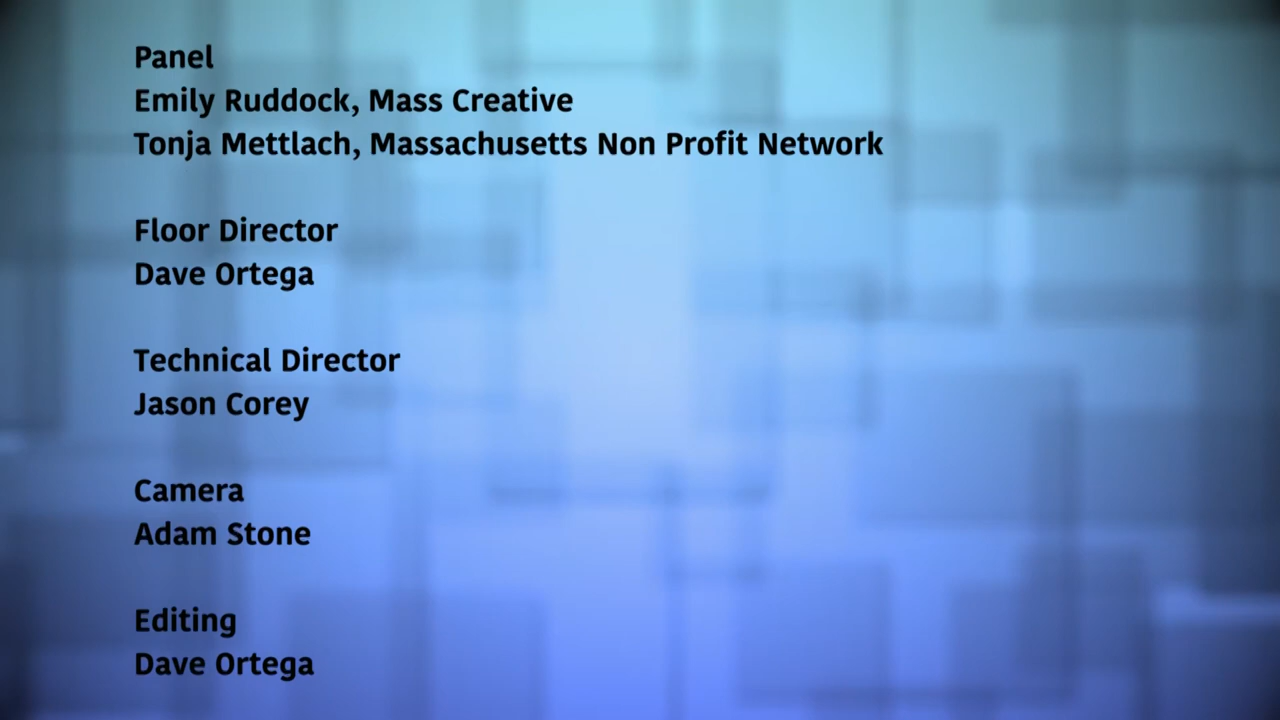 Panel
Emily Ruddock, Mass Creative
Tonja Mettlach, Massachusetts Non Profit Network
Floor Director
Dave Ortega
Technical Director
Jason Corey
Camera
Adam Stone
Editing
Dave Ortega